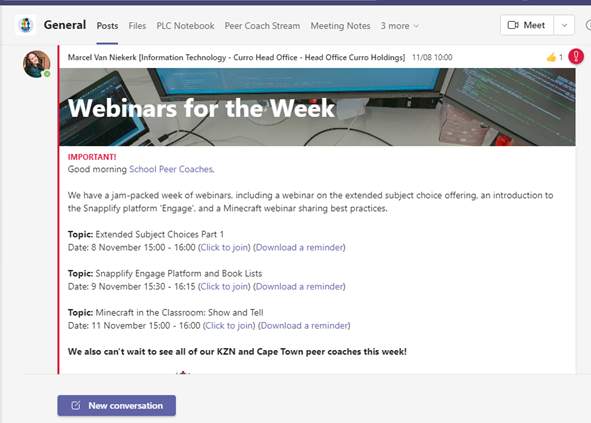 General Posts Files PLC Notebook Peer Coach Stream Meeting Notes 3 more Meet
Marcel Van Niekerk [Information Technology - Curro Head Office - Head Office Curro Holdings] 11/08 10:00 1
Webinars for the Week
IMPORTANT!
Good morning School Peer Coaches,
We have a jam-packed week of webinars, including a webinar on the extended subject choice offering, an introduction to
the Snapplify platform 'Engage', and a Minecraft webinar sharing best practices.
Topic: Extended Subject Choices Part 1
Date: 8 November 15:00 - 16:00 (Click to join) (Download a reminder)
Topic: Snapplify Engage Platform and Book Lists
Date: 9 November 15:30 - 16:15 (Click to join) (Download a reminder)
Topic: Minecraft in the Classroom: Show and Tell
Date: 11 November 15:00 - 16:00 (Click to join) (Download a reminder)
We also can't wait to see all of our KZN and Cape Town peer coaches this week!
New conversation